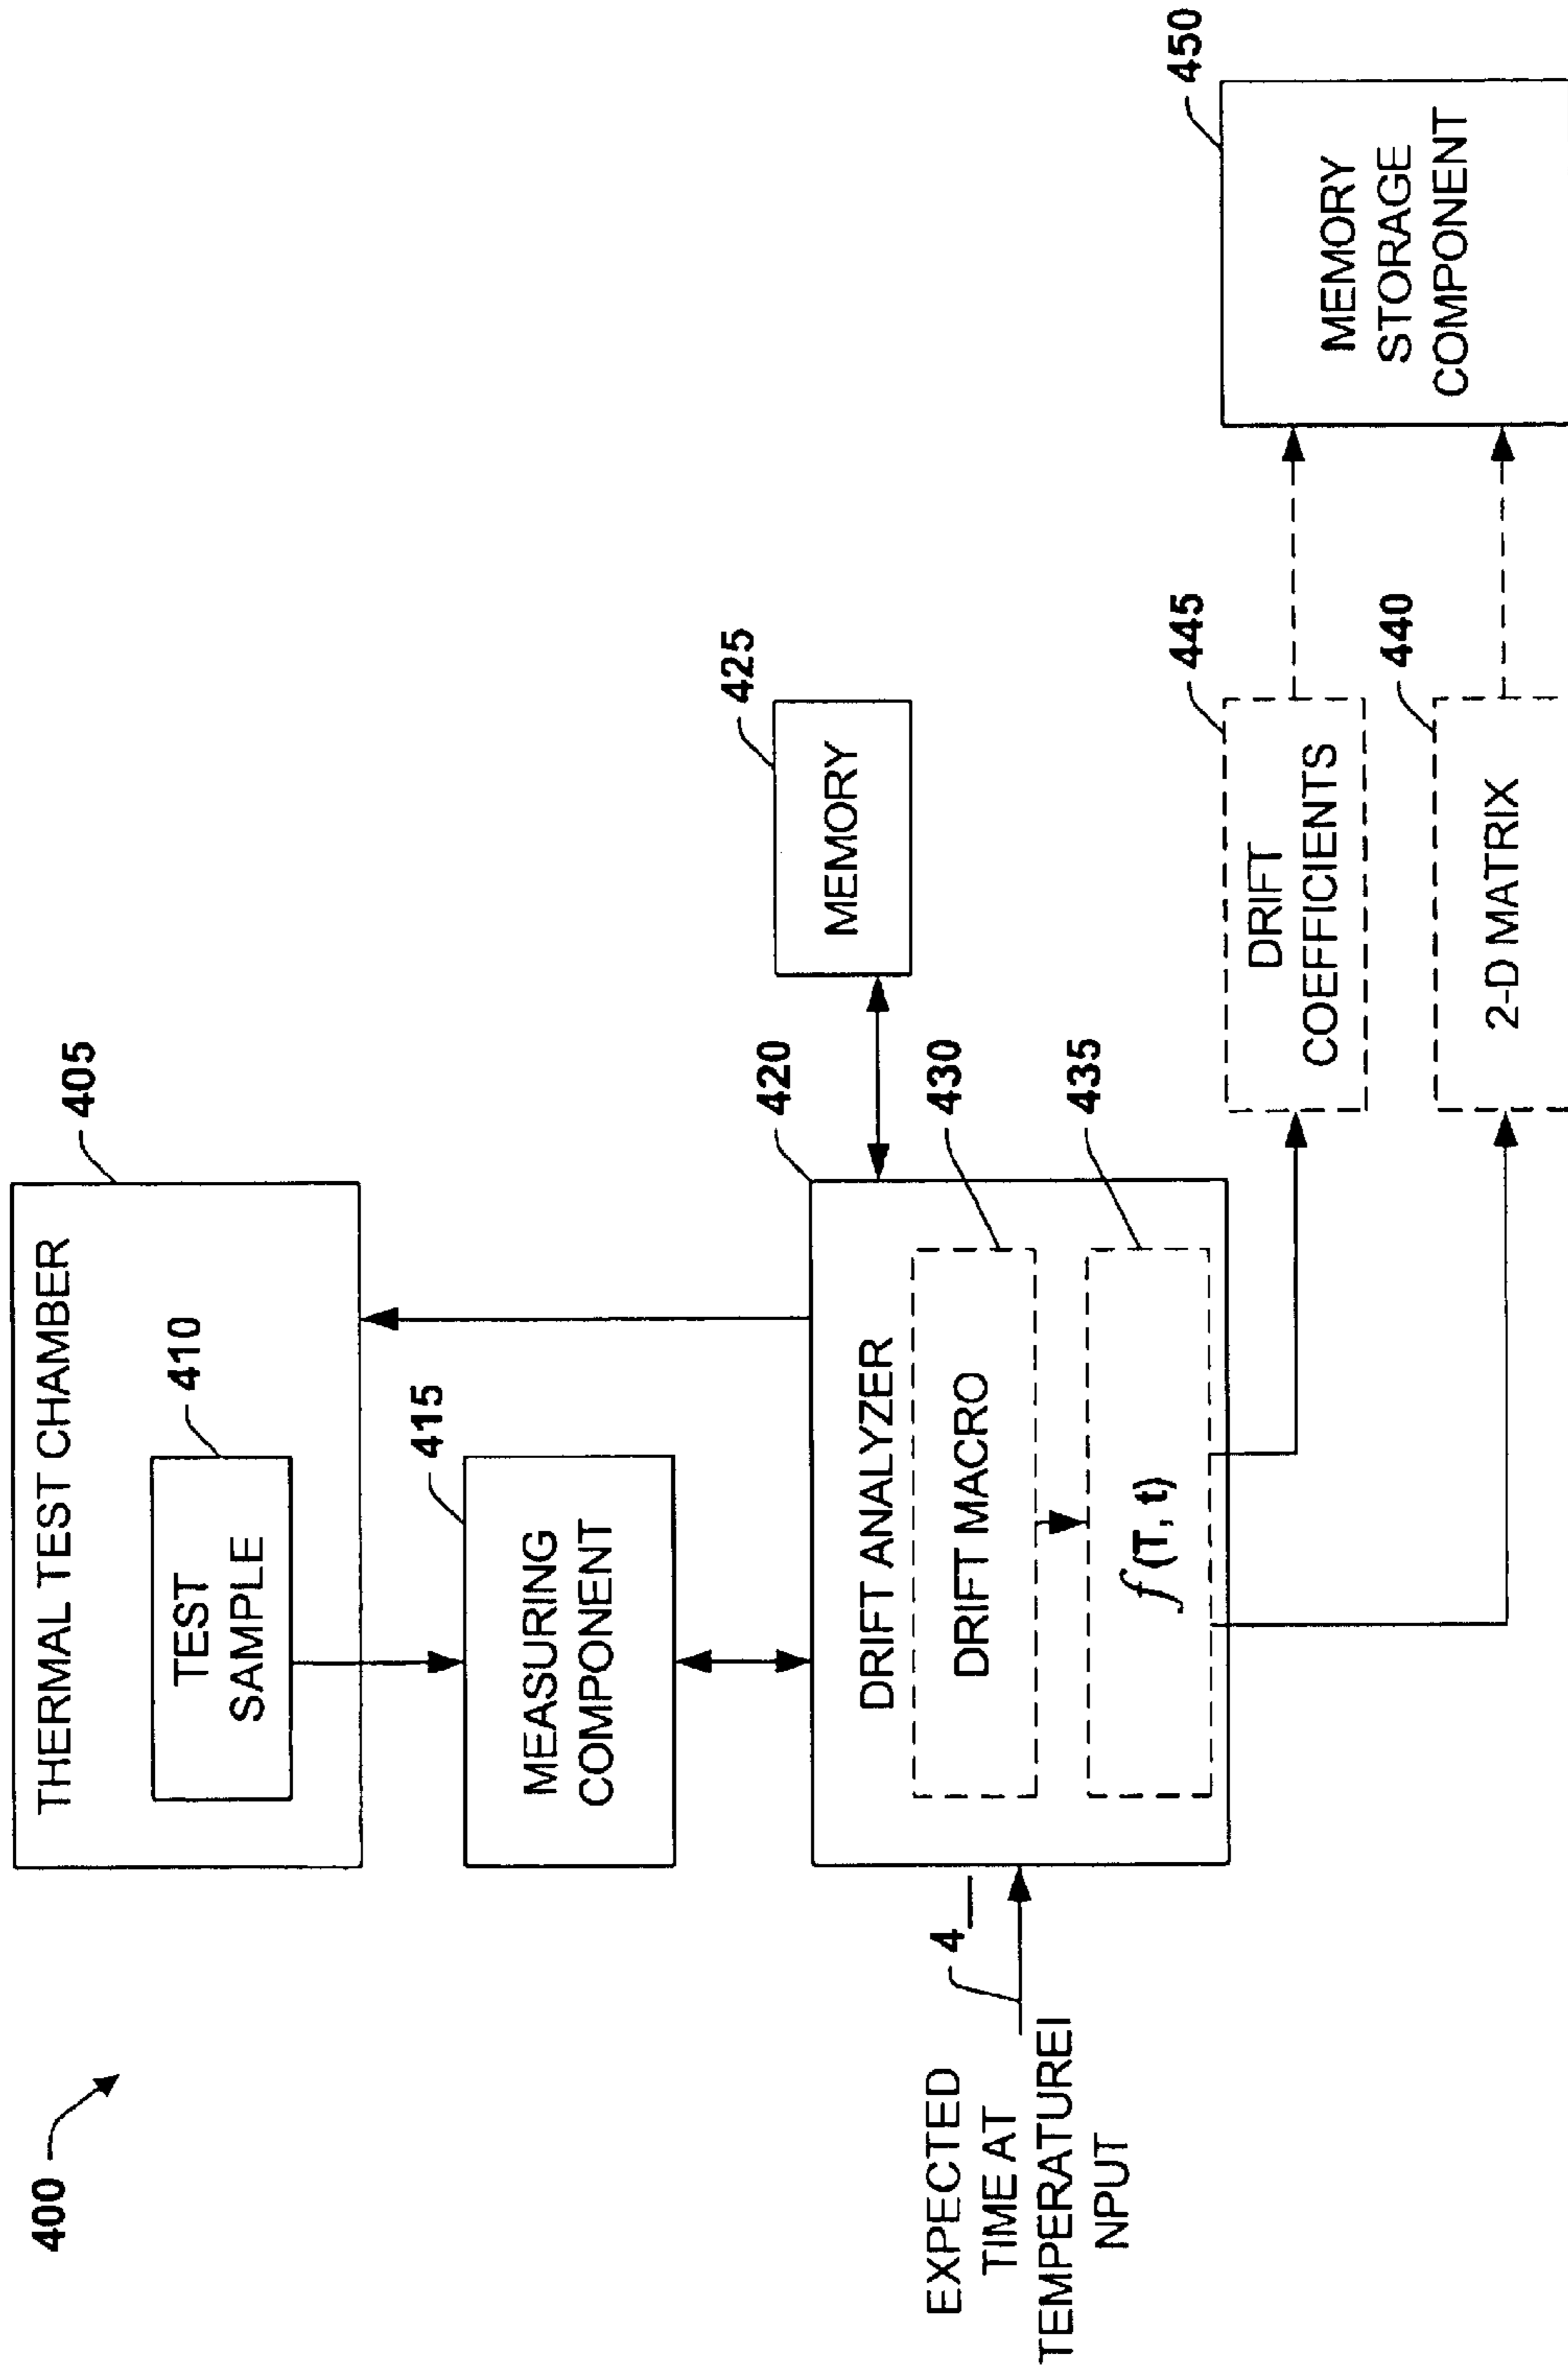 400
THERMAL TEST CHAMBER
405
TEST
SAMPLE
410
MEASURING
COMPONENT
415
EXPECTED
TIME AT
TEMPERATUREI
NPUT
4_
DRIFT ANALYZER
420
DRIFT MACRO
430
f(T, t)
435
MEMORY
425
DRIFT
COEFFICIENTS
445
2-D MATRIX
440
MEMORY
STORAGE
COMPONENT
450